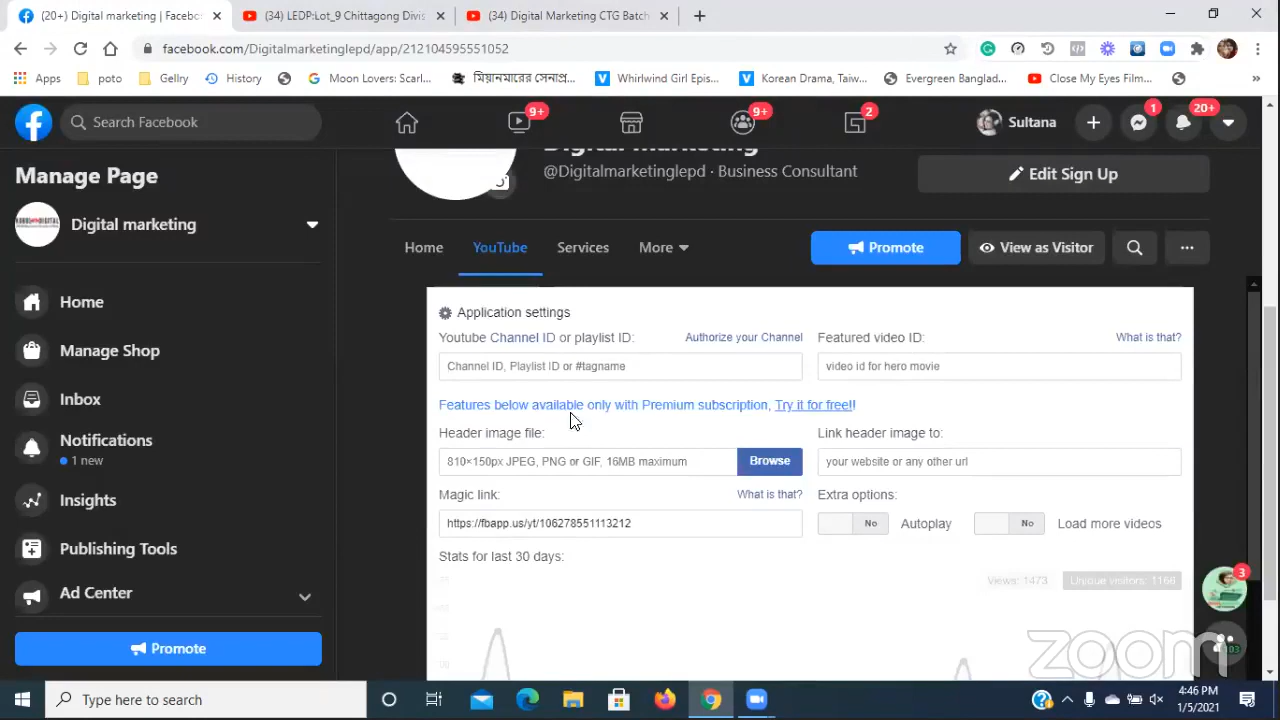 (20+) Digital marketing | Facebo
(34) LEDP:Lot_9 Chittagong Divis
(34) Digital Marketing CTG Batch
facebook.com/Digitalmarketinglepd/app/212104595551052
Apps
poto
Gellry
History
Moon Lovers: Scarl...
মিয়ানমারের সেনাপ্র...
Whirlwind Girl Epis...
Korean Drama, Taiw...
Evergreen Banglad...
Close My Eyes Film...
Search Facebook
9+
9+
2
Sultana
1
20+
Manage Page
Digital marketing
Home
Manage Shop
Inbox
Notifications
1 new
Insights
Publishing Tools
Ad Center
Promote
Digital marketing
@Digitalmarketinglepd · Business Consultant
Edit Sign Up
Home
YouTube
Services
More
Promote
View as Visitor
Application settings
Youtube Channel ID or playlist ID:
Authorize your Channel
Featured video ID:
What is that?
Channel ID, Playlist ID or #tagname
video id for hero movie
Features below available only with Premium subscription, Try it for free!!
Header image file:
Link header image to:
810×150px JPEG, PNG or GIF, 16MB maximum
Browse
your website or any other url
Magic link:
What is that?
Extra options:
https://fbapp.us/yt/106278551113212
No
Autoplay
No
Load more videos
Stats for last 30 days:
Views: 1473
Unique visitors: 1166
3
103
zoom
Type here to search
4:46 PM
1/5/2021